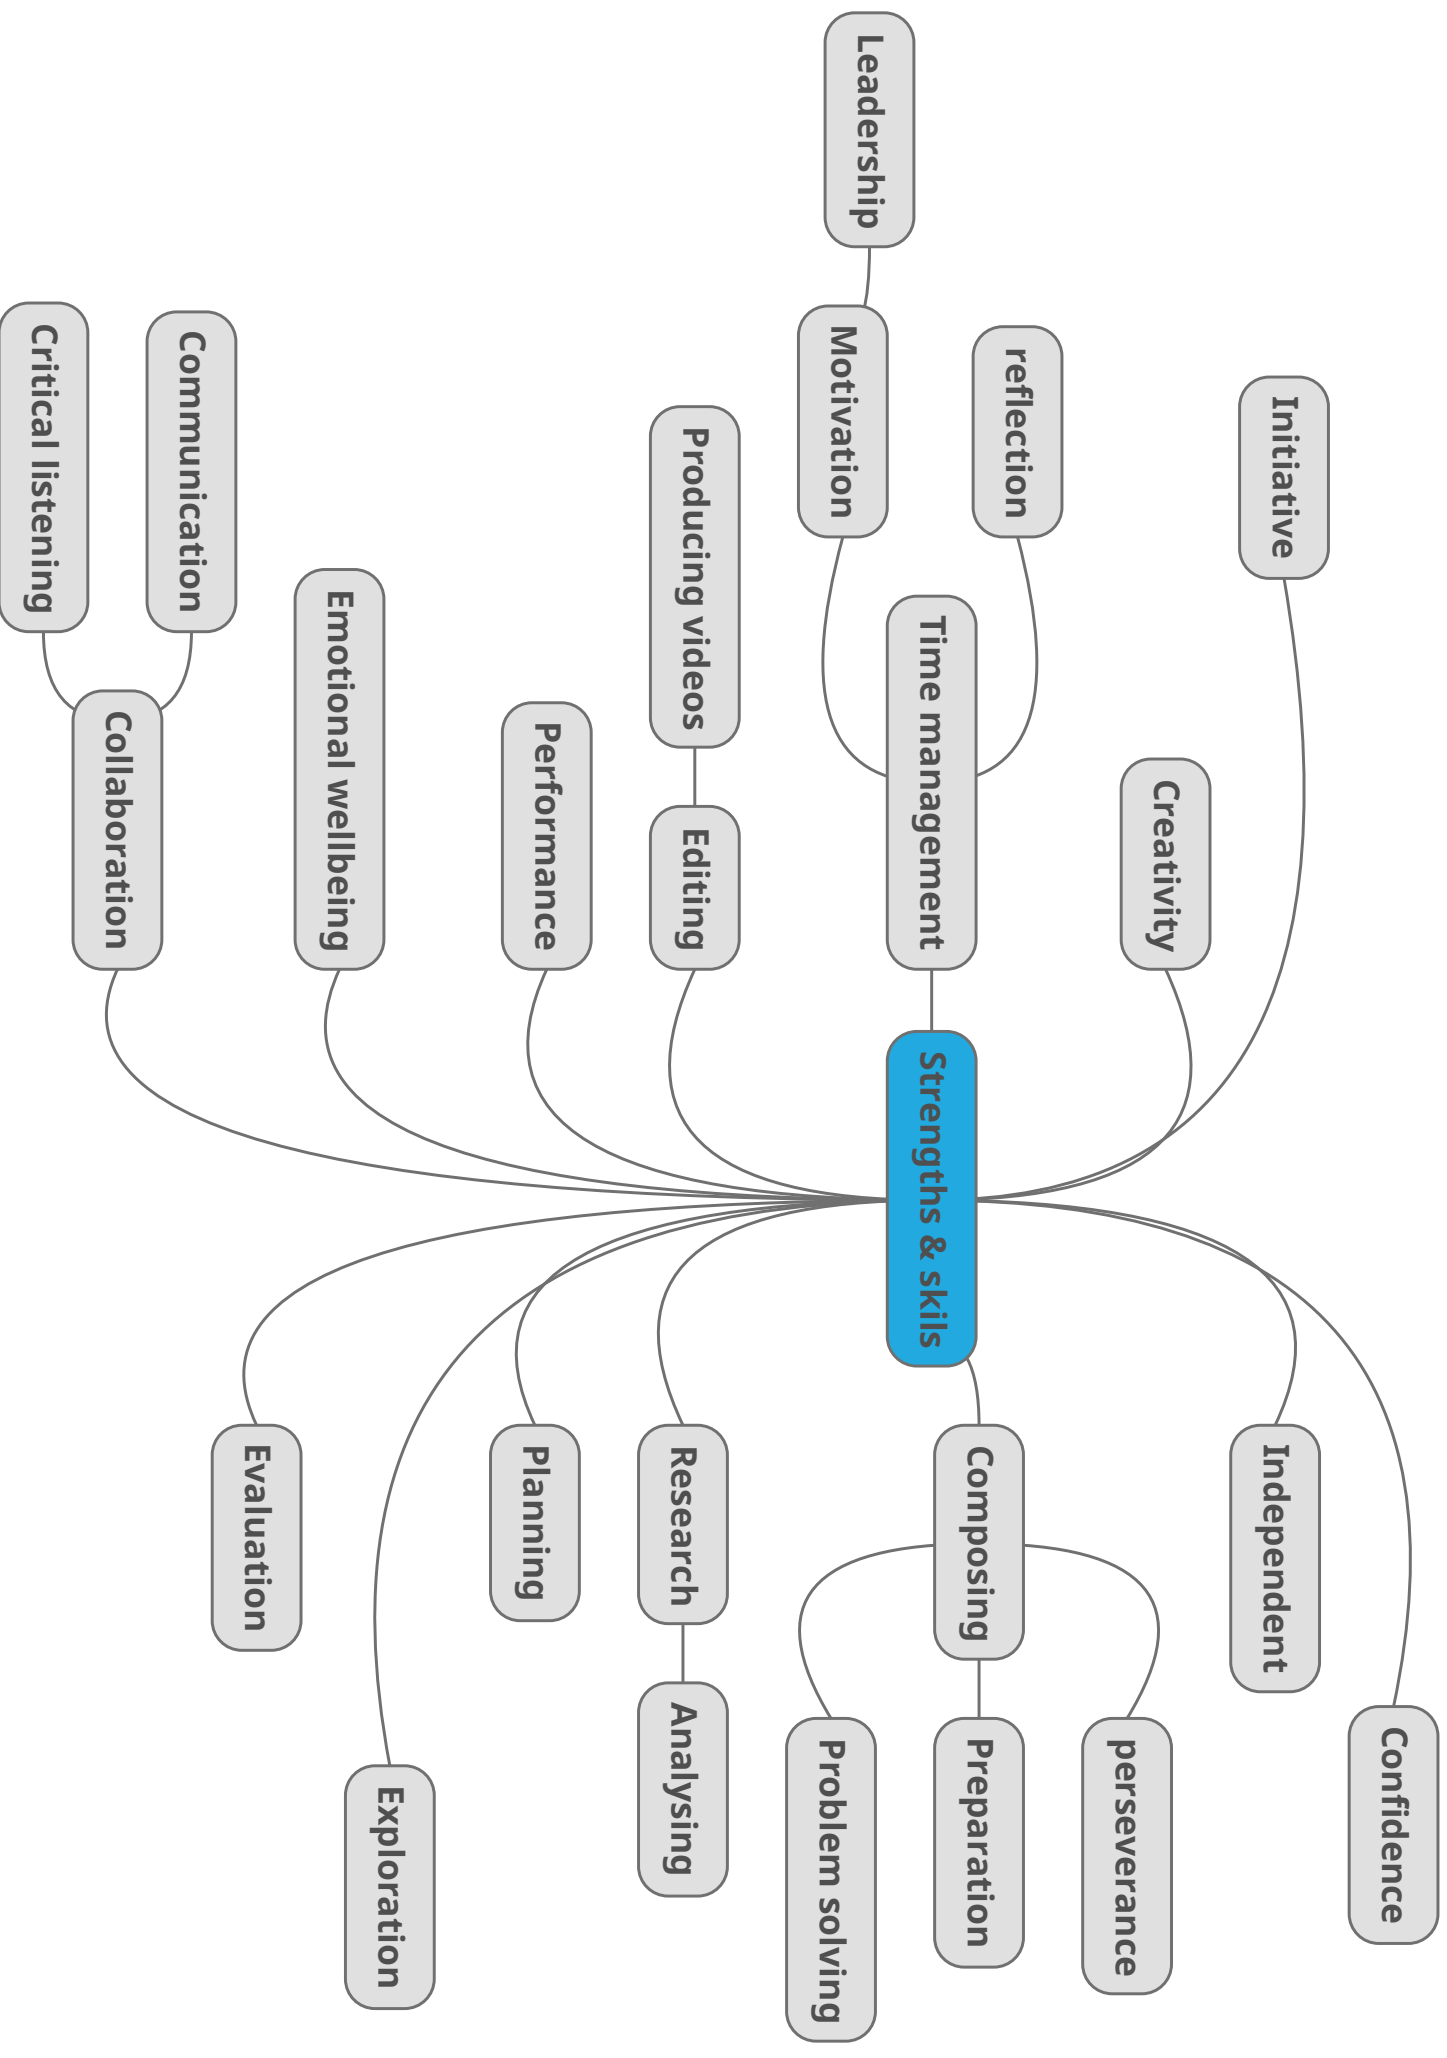 Initiative
Creativity
reflection
Time management
Motivation
Leadership
Producing videos
Editing
Performance
Emotional wellbeing
Communication
Critical listening
Collaboration
Strengths & skills
Confidence
Independent
perseverance
Composing
Preparation
Problem solving
Research
Analysing
Planning
Exploration
Evaluation